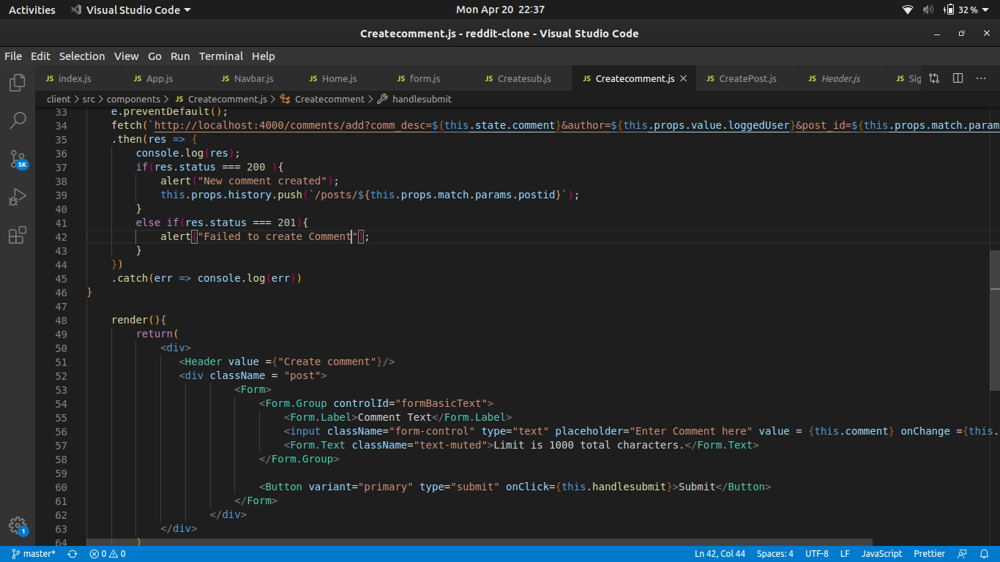 Activities Visual Studio Code Mon Apr 20 22:37 32 %
Createcomment.js - reddit-clone - Visual Studio Code
File Edit Selection View Go Run Terminal Help
JS index.js JS App.js JS Navbar.js JS Home.js JS form.js JS Createsub.js JS Createcomment.js JS CreatePost.js JS Header.js JS Sig
client > src > components > JS Createcomment.js > Createcomment > handlesubmit
33 e.preventDefault();
34 fetch(`http://localhost:4000/comments/add?comm_desc=${this.state.comment}&author=${this.props.value.loggedUser}&post_id=${this.props.match.param
35 .then(res => {
36 console.log(res);
37 if(res.status === 200 ){
38 alert("New comment created");
39 this.props.history.push(`/posts/${this.props.match.params.postid}`);
40 }
41 else if(res.status === 201){
42 alert("Failed to create Comment");
43 }
44 })
45 .catch(err => console.log(err))
46 }
47
48 render(){
49 return(
50 <div>
51 <Header value ={"Create comment"}/>
52 <div className = "post">
53 <Form>
54 <Form.Group controlId="formBasicText">
55 <Form.Label>Comment Text</Form.Label>
56 <input className="form-control" type="text" placeholder="Enter Comment here" value = {this.comment} onChange ={this.
57 <Form.Text className="text-muted">Limit is 1000 total characters.</Form.Text>
58 </Form.Group>
59
60 <Button variant="primary" type="submit" onClick={this.handlesubmit}>Submit</Button>
61 </Form>
62 </div>
63 </div>
64 )
5K
1
master* 0 0 Ln 42, Col 44 Spaces: 4 UTF-8 LF JavaScript Prettier